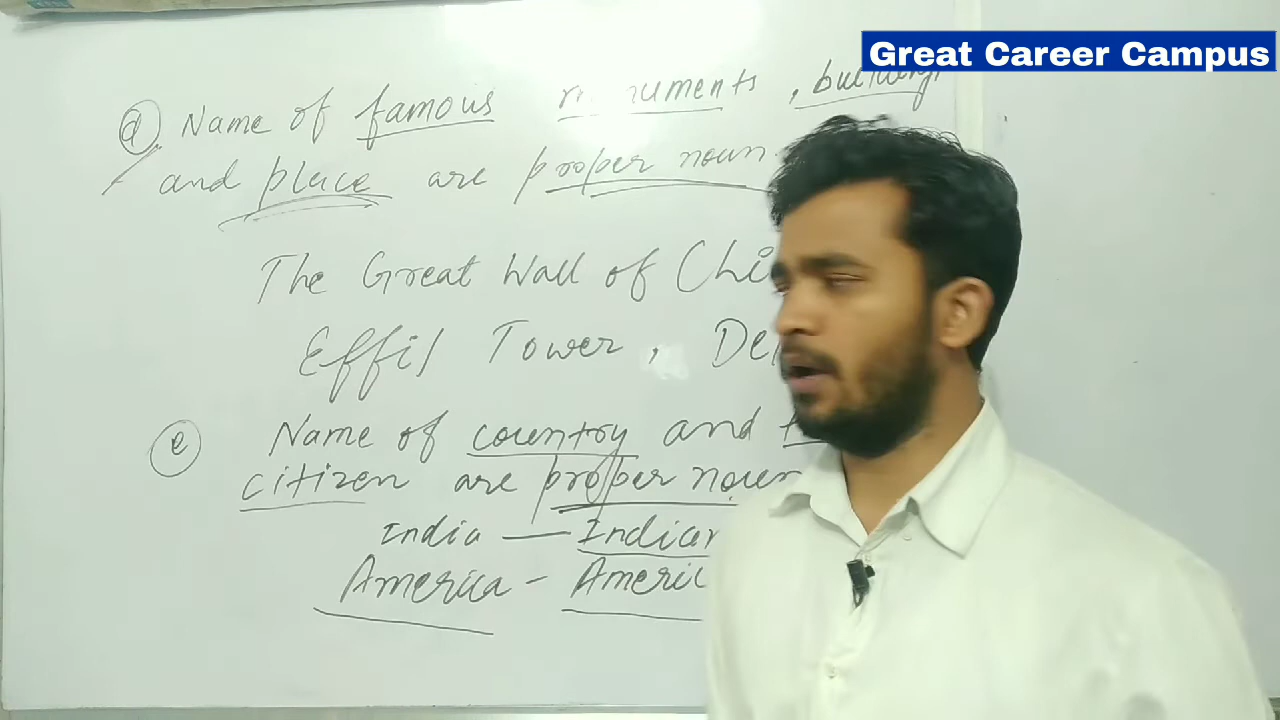 Great Career Campus
(d) Name of famous monuments, building
and place are proper noun.
The Great Wall of Chi
Effil Tower, Del
(e) Name of country and
citizen are proper noun
India — Indian
America - Americ